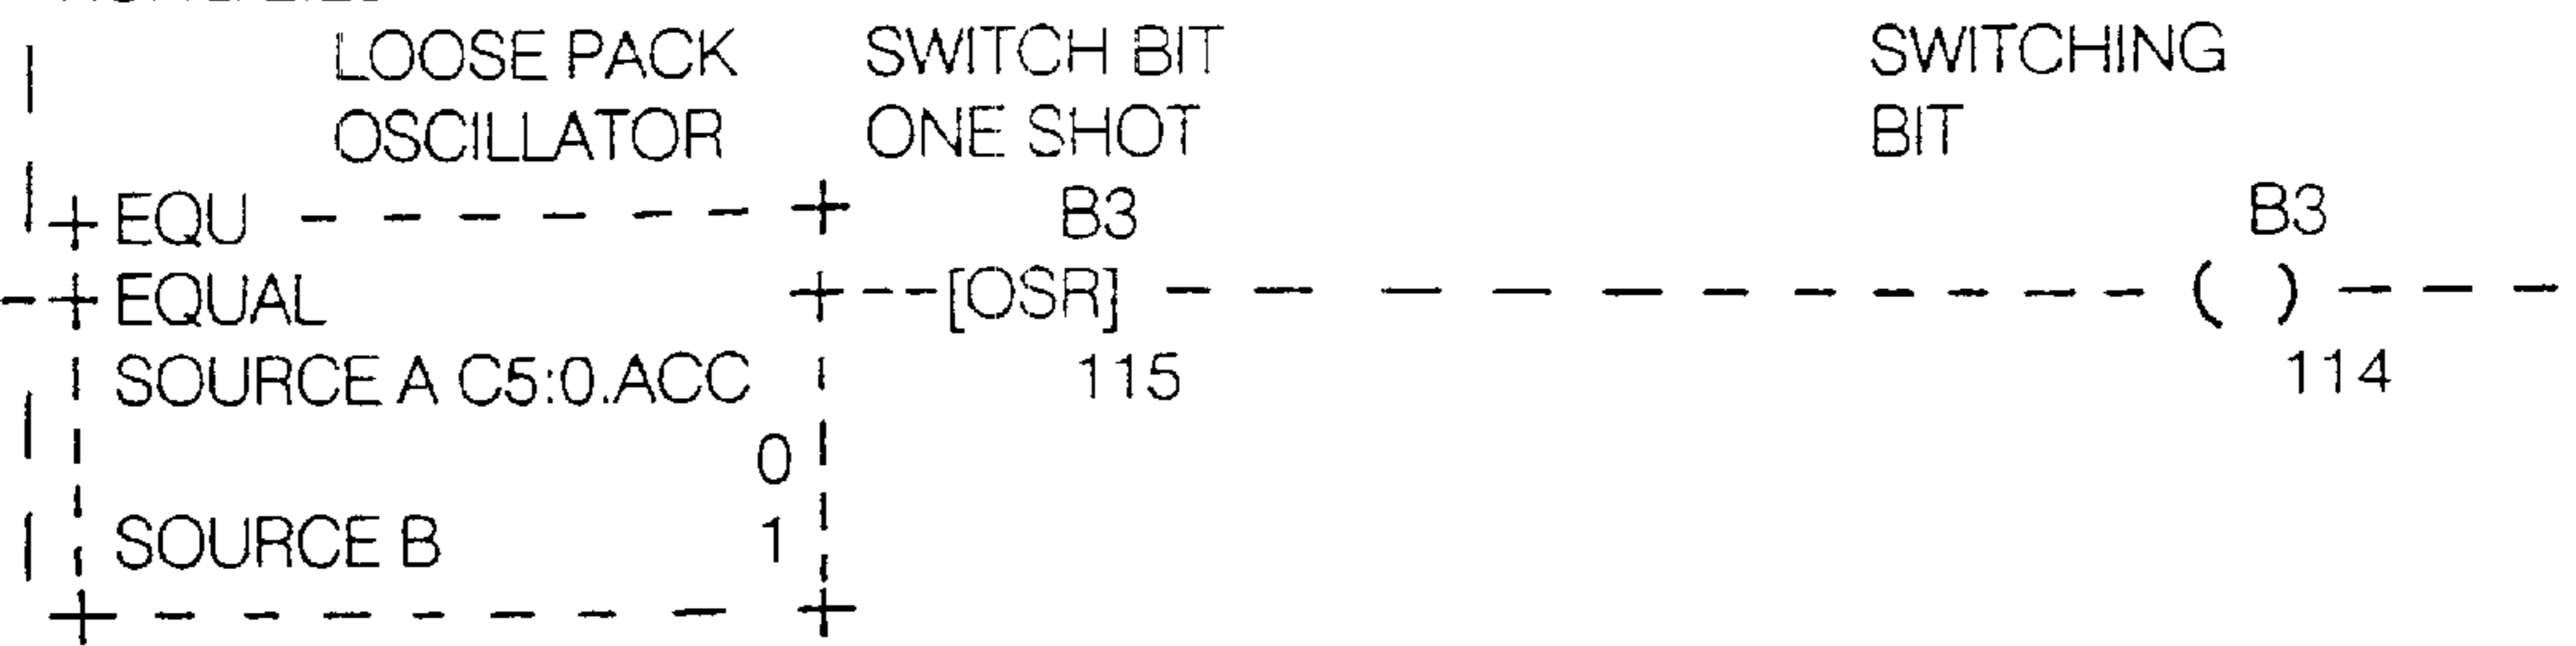 LOOSE PACK SWITCH BIT SWITCHING
OSCILLATOR ONE SHOT BIT
EQU B3 B3
EQUAL [OSR] ( )
SOURCE A C5:0.ACC 115 114
0
SOURCE B 1